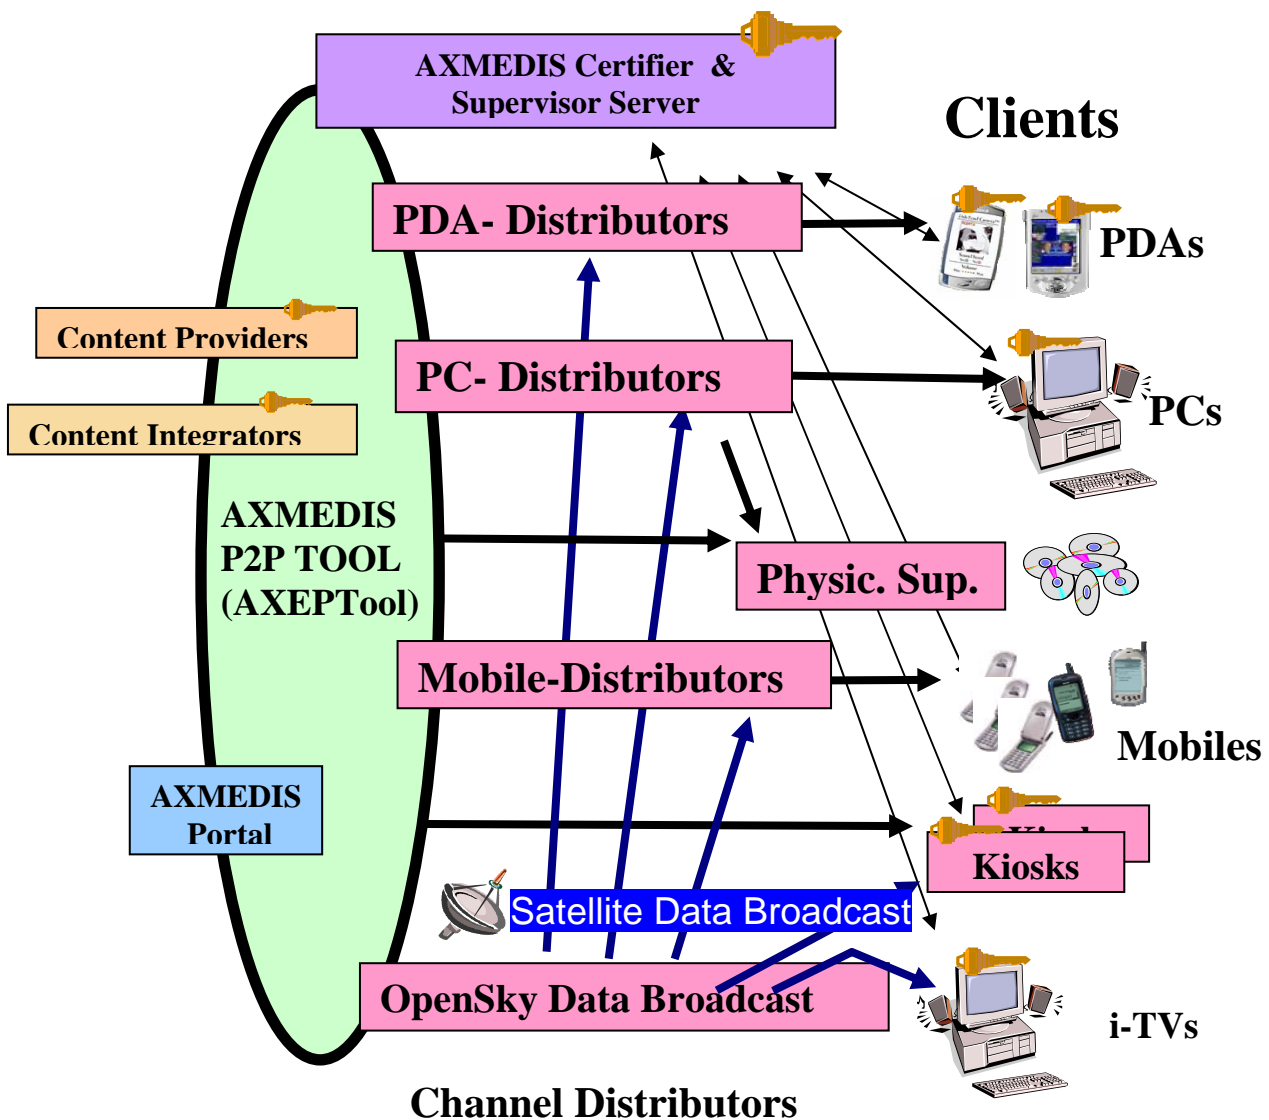 AXMEDIS Certifier &
Supervisor Server
Clients
PDA- Distributors
PDAs
Content Providers
PC- Distributors
PCs
Content Integrators
AXMEDIS
P2P TOOL
(AXEPTool)
Physic. Sup.
Mobile-Distributors
Mobiles
AXMEDIS
Portal
Kiosks
Satellite Data Broadcast
OpenSky Data Broadcast
i-TVs
Channel Distributors